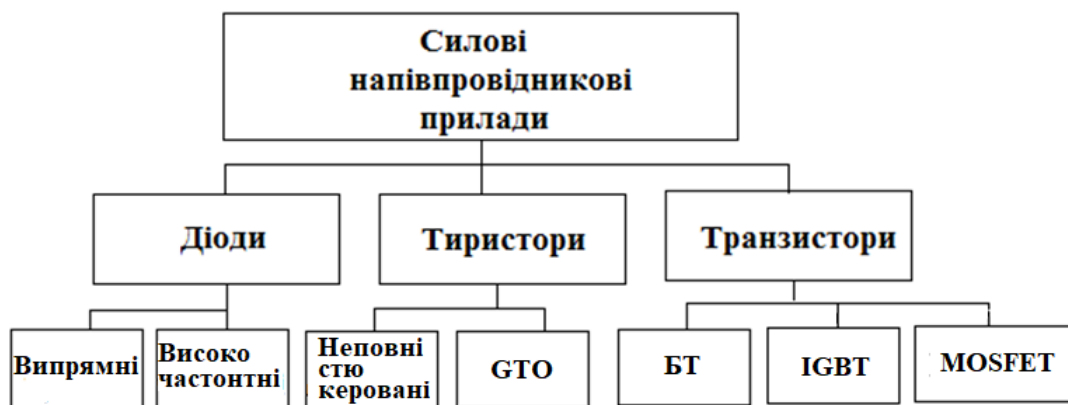 Силові
напівпровідникові
прилади
Діоди
Тиристори
Транзистори
Випрямні
Високо
частонтні
Неповні
стю
керовані
GTO
БТ
IGBT
MOSFET